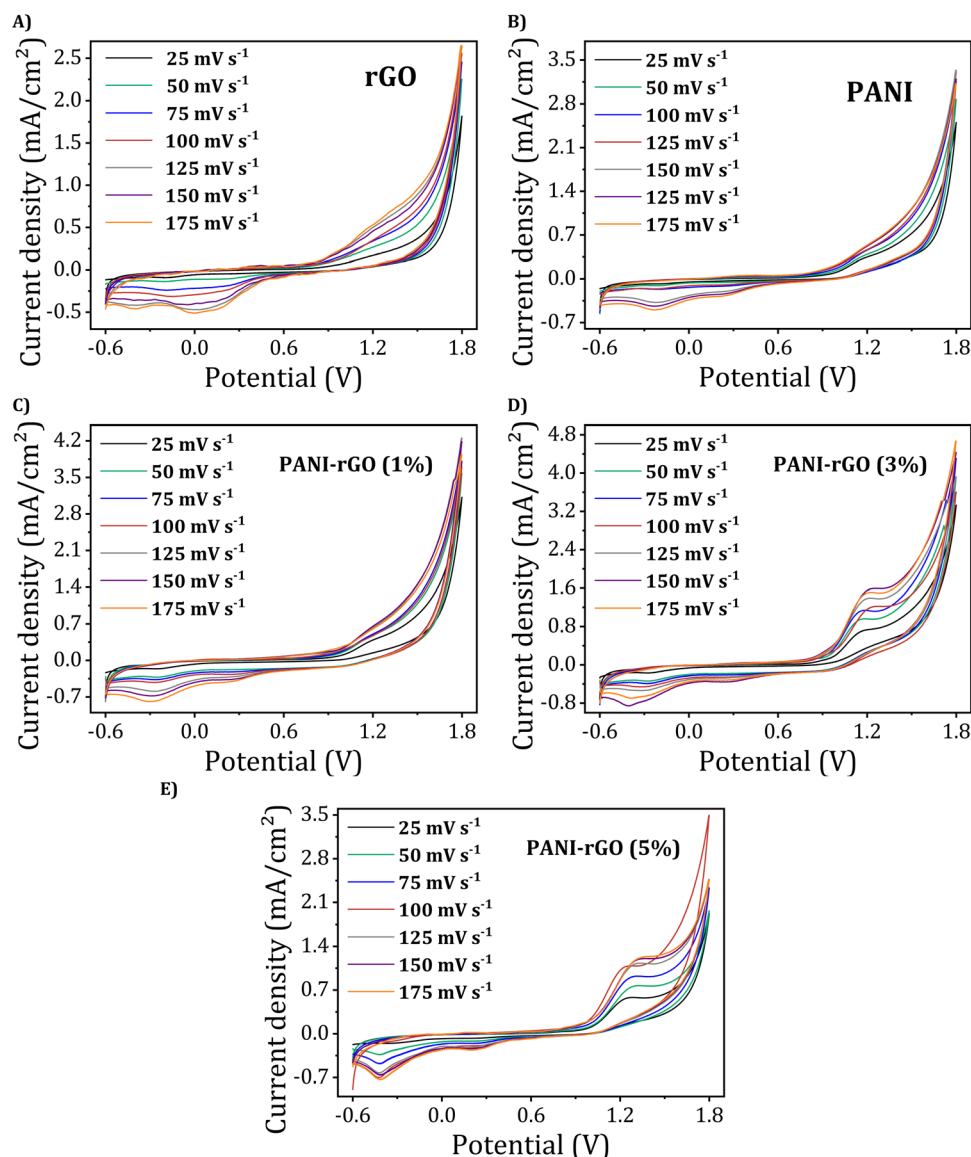 A)
Current density (mA/cm²)
2.5
2.0
1.5
1.0
0.5
0.0
-0.5
25 mV s⁻¹
50 mV s⁻¹
75 mV s⁻¹
100 mV s⁻¹
125 mV s⁻¹
150 mV s⁻¹
175 mV s⁻¹
rGO
-0.6 0.0 0.6 1.2 1.8
Potential (V)
B)
Current density (mA/cm²)
3.5
2.8
2.1
1.4
0.7
0.0
-0.7
25 mV s⁻¹
50 mV s⁻¹
100 mV s⁻¹
125 mV s⁻¹
150 mV s⁻¹
125 mV s⁻¹
175 mV s⁻¹
PANI
-0.6 0.0 0.6 1.2 1.8
Potential (V)
C)
Current density (mA/cm²)
4.2
3.5
2.8
2.1
1.4
0.7
0.0
-0.7
25 mV s⁻¹
50 mV s⁻¹
75 mV s⁻¹
100 mV s⁻¹
125 mV s⁻¹
150 mV s⁻¹
175 mV s⁻¹
PANI-rGO (1%)
-0.6 0.0 0.6 1.2 1.8
Potential (V)
D)
Current density (mA/cm²)
4.8
4.0
3.2
2.4
1.6
0.8
0.0
-0.8
25 mV s⁻¹
50 mV s⁻¹
75 mV s⁻¹
100 mV s⁻¹
125 mV s⁻¹
150 mV s⁻¹
175 mV s⁻¹
PANI-rGO (3%)
-0.6 0.0 0.6 1.2 1.8
Potential (V)
E)
Current density (mA/cm²)
3.5
2.8
2.1
1.4
0.7
0.0
-0.7
25 mV s⁻¹
50 mV s⁻¹
75 mV s⁻¹
100 mV s⁻¹
125 mV s⁻¹
150 mV s⁻¹
175 mV s⁻¹
PANI-rGO (5%)
-0.6 0.0 0.6 1.2 1.8
Potential (V)